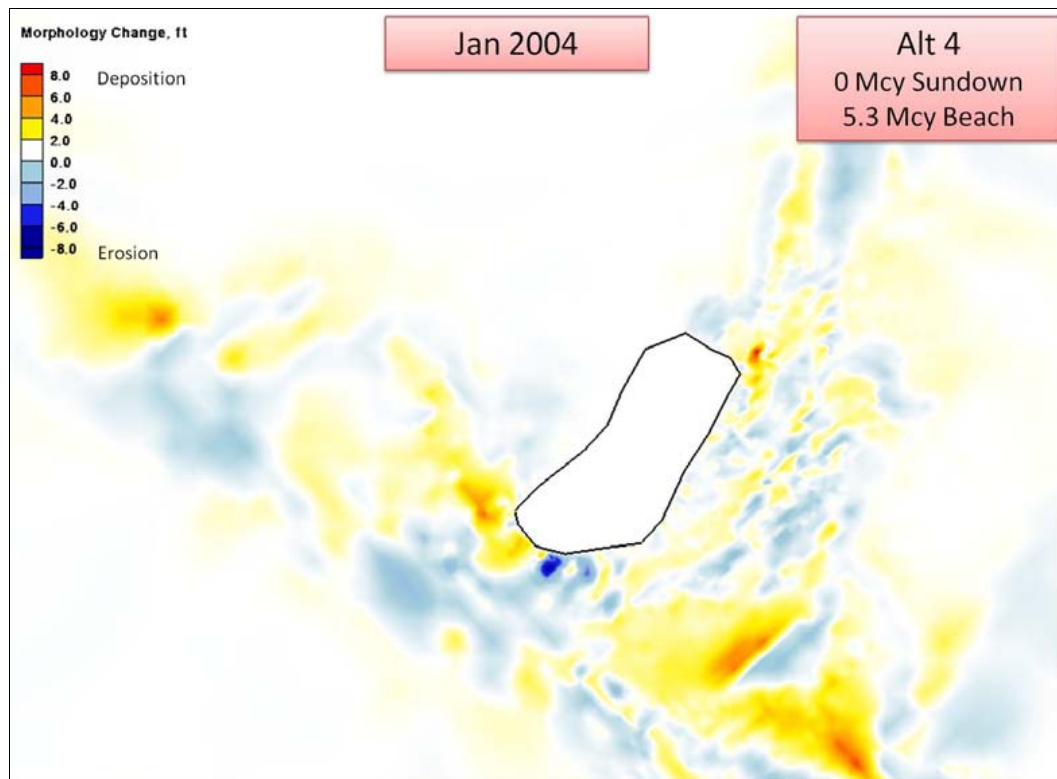 Morphology Change, ft
8.0
Deposition
6.0
4.0
2.0
0.0
-2.0
-4.0
-6.0
-8.0
Erosion
Jan 2004
Alt 4
0 Mcy Sundown
5.3 Mcy Beach